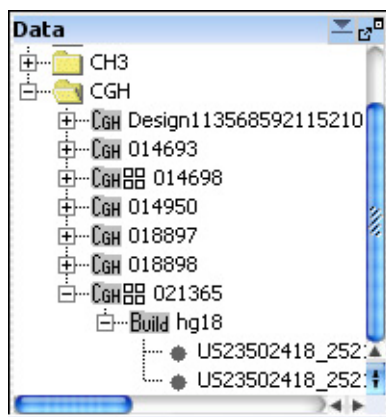 Data
CH3
CGH
CGH Design113568592115210
CGH 014693
CGH 014698
CGH 014950
CGH 018897
CGH 018898
CGH 021365
Build hg18
US23502418_252
US23502418_252